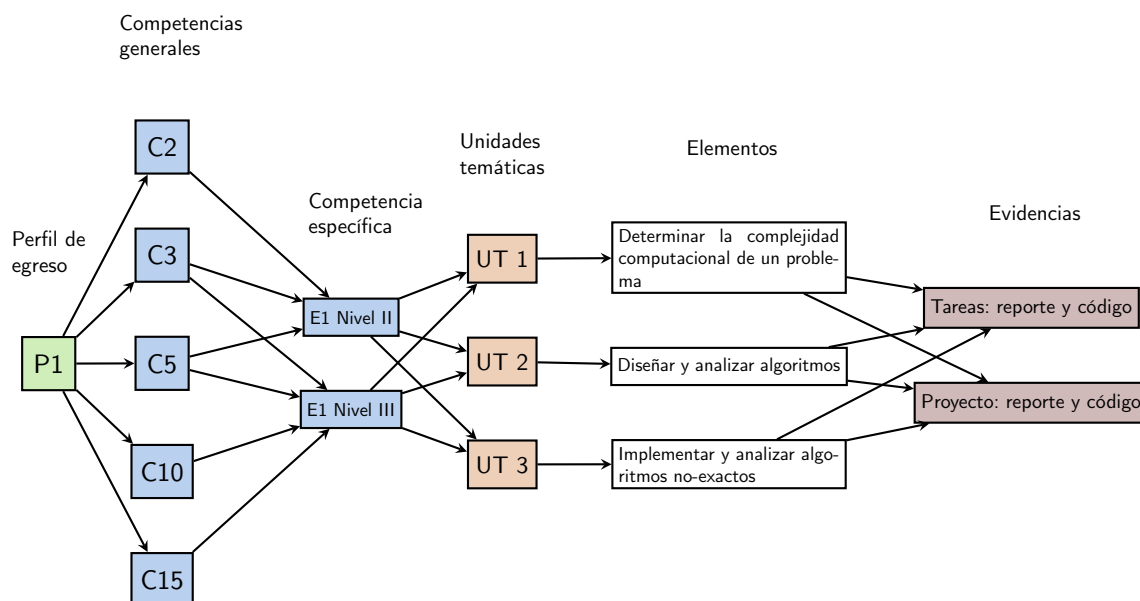 Competencias
generales
C2
Unidades
temáticas
Elementos
Competencia
específica
Evidencias
Perfil de
egreso
C3
UT 1
Determinar la complejidad
computacional de un proble-
ma
E1 Nivel II
Tareas: reporte y código
P1
C5
UT 2
Diseñar y analizar algoritmos
E1 Nivel III
Proyecto: reporte y código
C10
UT 3
Implementar y analizar algo-
ritmos no-exactos
C15